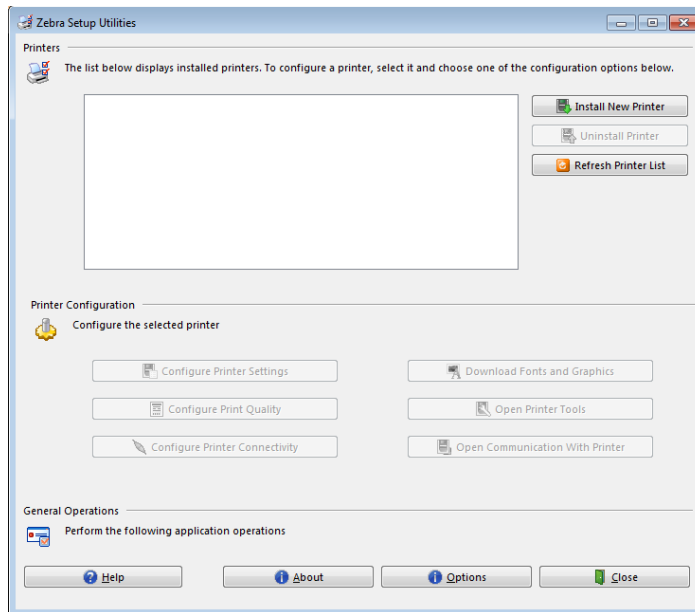 Zebra Setup Utilities
Printers
The list below displays installed printers. To configure a printer, select it and choose one of the configuration options below.
Install New Printer
Uninstall Printer
Refresh Printer List
Printer Configuration
Configure the selected printer
Configure Printer Settings
Download Fonts and Graphics
Configure Print Quality
Open Printer Tools
Configure Printer Connectivity
Open Communication With Printer
General Operations
Perform the following application operations
Help
About
Options
Close